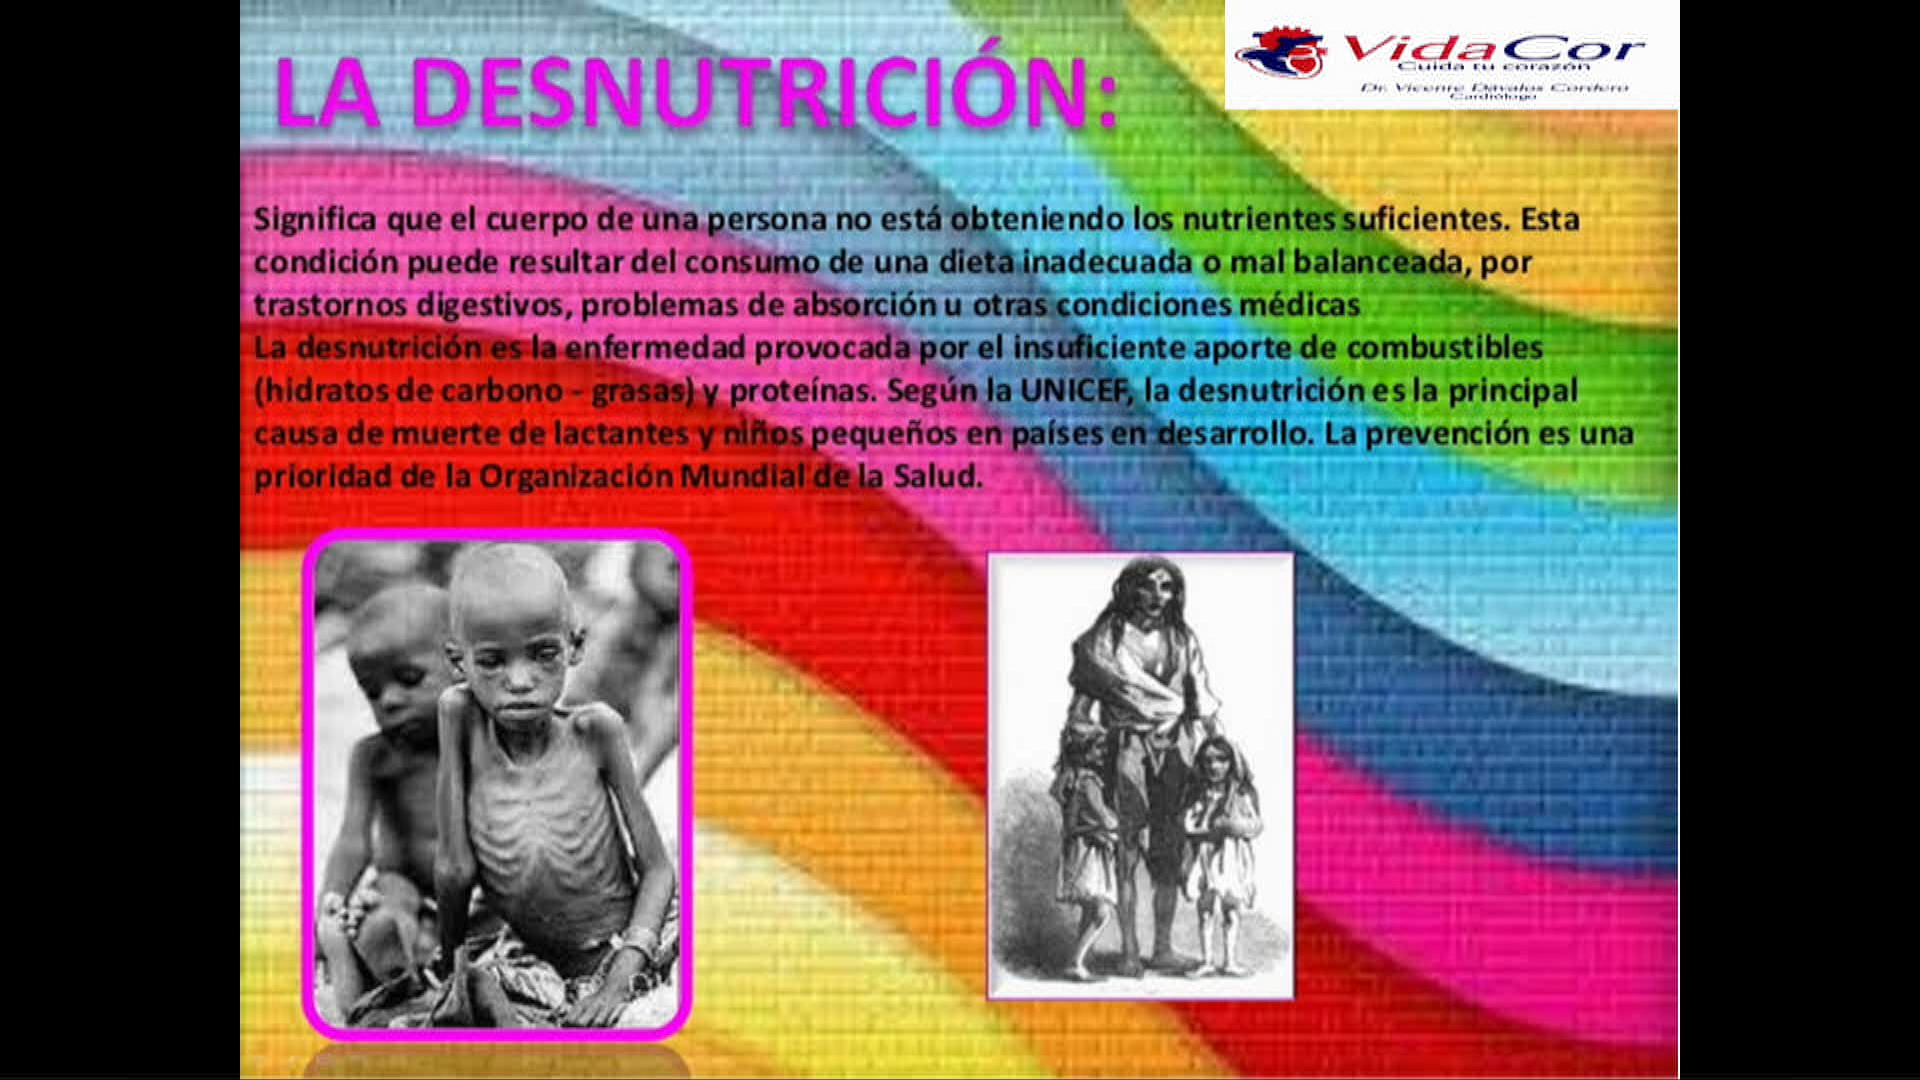 LA DESNUTRICIÓN:
VidaCor
Cuida tu corazón
Dr. Vicente Dávalos Cordero
Cardiólogo
Significa que el cuerpo de una persona no está obteniendo los nutrientes suficientes. Esta
condición puede resultar del consumo de una dieta inadecuada o mal balanceada, por
trastornos digestivos, problemas de absorción u otras condiciones médicas
La desnutrición es la enfermedad provocada por el insuficiente aporte de combustibles
(hidratos de carbono - grasas) y proteínas. Según la UNICEF, la desnutrición es la principal
causa de muerte de lactantes y niños pequeños en países en desarrollo. La prevención es una
prioridad de la Organización Mundial de la Salud.